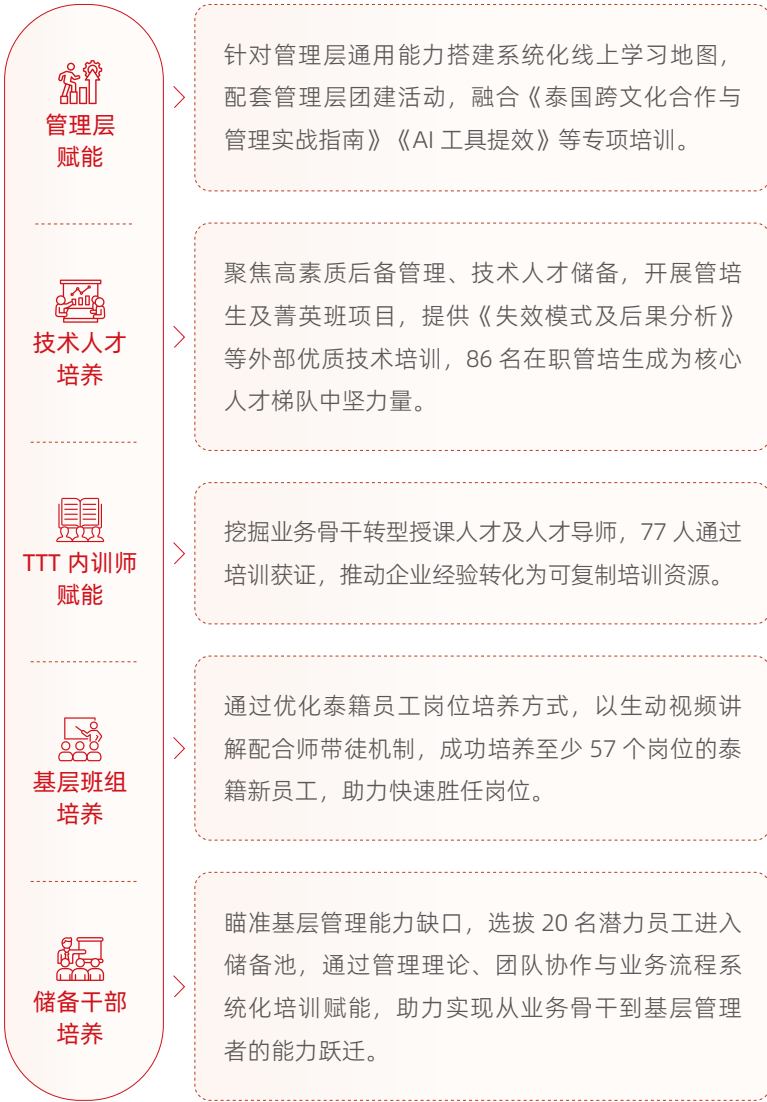 管理层
赋能
针对管理层通用能力搭建系统化线上学习地图，
配套管理层团建活动，融合《泰国跨文化合作与
管理实战指南》《AI 工具提效》等专项培训。
技术人才
培养
聚焦高素质后备管理、技术人才储备，开展管培
生及菁英班项目，提供《失效模式及后果分析》
等外部优质技术培训，86 名在职管培生成为核心
人才梯队中坚力量。
TTT 内训师
赋能
挖掘业务骨干转型授课人才及人才导师，77 人通过
培训获证，推动企业经验转化为可复制培训资源。
基层班组
培养
通过优化泰籍员工岗位培养方式，以生动视频讲
解配合师带徒机制，成功培养至少 57 个岗位的泰
籍新员工，助力快速胜任岗位。
储备干部
培养
瞄准基层管理能力缺口，选拔 20 名潜力员工进入
储备池，通过管理理论、团队协作与业务流程系
统化培训赋能，助力实现从业务骨干到基层管理
者的能力跃迁。